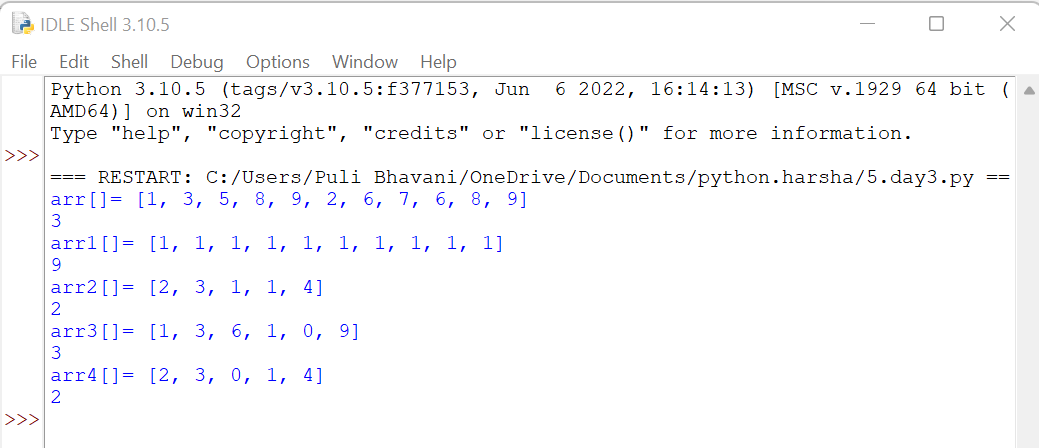 IDLE Shell 3.10.5
File Edit Shell Debug Options Window Help
Python 3.10.5 (tags/v3.10.5:f377153, Jun  6 2022, 16:14:13) [MSC v.1929 64 bit (
AMD64)] on win32
Type "help", "copyright", "credits" or "license()" for more information.
>>>
=== RESTART: C:/Users/Puli Bhavani/OneDrive/Documents/python.harsha/5.day3.py ==
arr[]= [1, 3, 5, 8, 9, 2, 6, 7, 6, 8, 9]
3
arr1[]= [1, 1, 1, 1, 1, 1, 1, 1, 1, 1]
9
arr2[]= [2, 3, 1, 1, 4]
2
arr3[]= [1, 3, 6, 1, 0, 9]
3
arr4[]= [2, 3, 0, 1, 4]
2
>>>